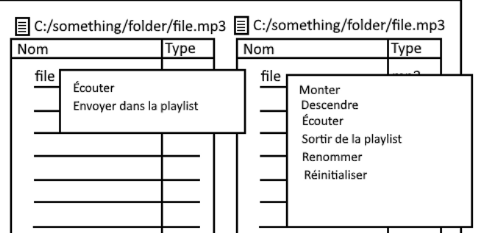 C:/something/folder/file.mp3
Nom Type
file
Écouter
Envoyer dans la playlist
C:/something/folder/file.mp3
Nom Type
file
Monter
Descendre
Écouter
Sortir de la playlist
Renommer
Réinitialiser